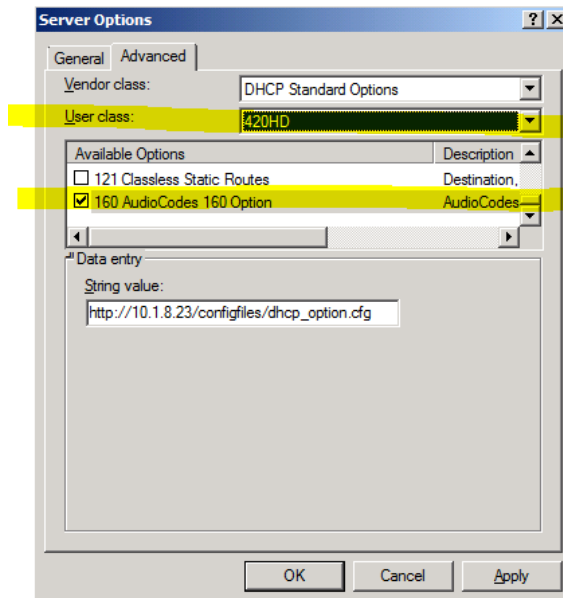 Server Options
General Advanced
Vendor class: DHCP Standard Options
User class: 420HD
Available Options Description
121 Classless Static Routes Destination,
160 AudioCodes 160 Option AudioCodes
Data entry
String value:
http://10.1.8.23/configfiles/dhcp_option.cfg
OK Cancel Apply